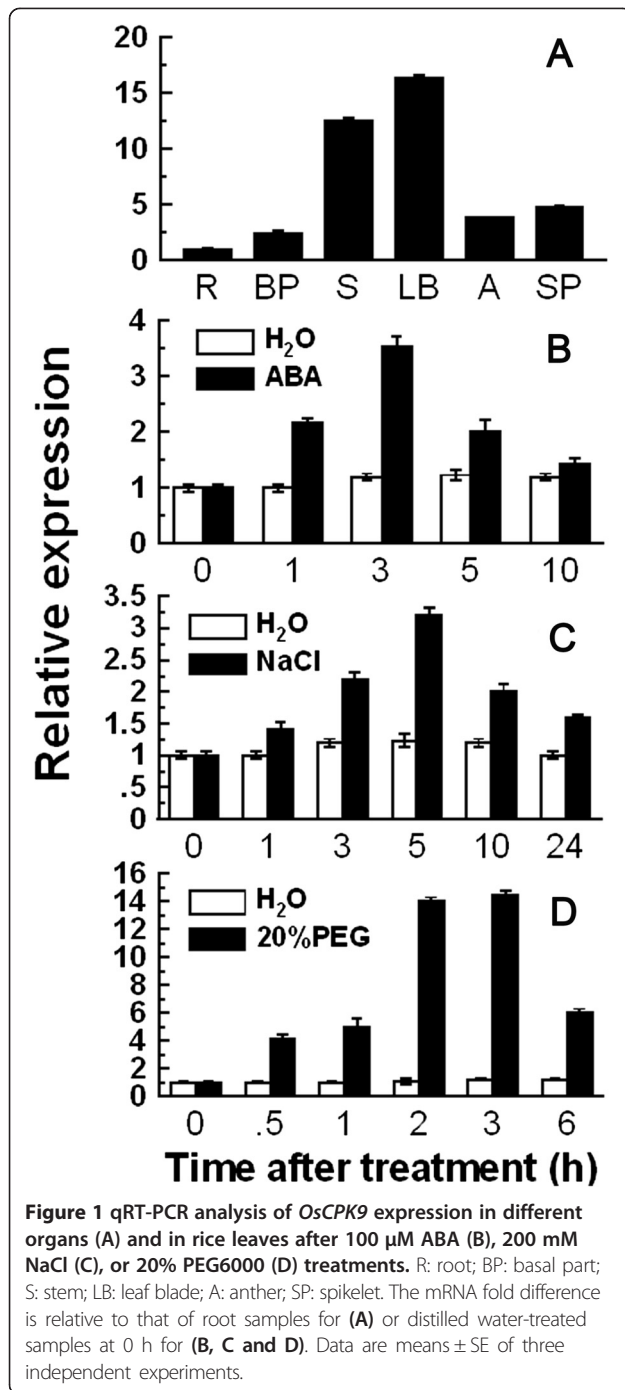 Relative expression
A
20
15
10
5
0
R BP S LB A SP
B
H₂O
ABA
4
3
2
1
0
0 1 3 5 10
C
H₂O
NaCl
3.5
3
2.5
2
1.5
1
.5
0
0 1 3 5 10 24
D
H₂O
20%PEG
16
14
12
10
8
6
4
2
0
0 .5 1 2 3 6
Time after treatment (h)
Figure 1 qRT-PCR analysis of OsCPK9 expression in different
organs (A) and in rice leaves after 100 μM ABA (B), 200 mM
NaCl (C), or 20% PEG6000 (D) treatments. R: root; BP: basal part;
S: stem; LB: leaf blade; A: anther; SP: spikelet. The mRNA fold difference
is relative to that of root samples for (A) or distilled water-treated
samples at 0 h for (B, C and D). Data are means ± SE of three
independent experiments.